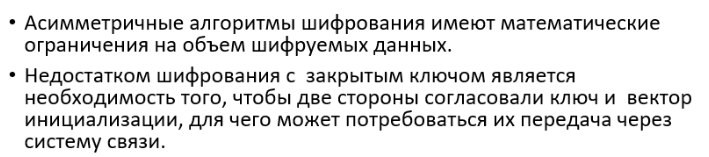 • Асимметричные алгоритмы шифрования имеют математические
ограничения на объем шифруемых данных.
• Недостатком шифрования с  закрытым ключом является
необходимость того, чтобы две стороны согласовали ключ и  вектор
инициализации, для чего может потребоваться их передача через
систему связи.